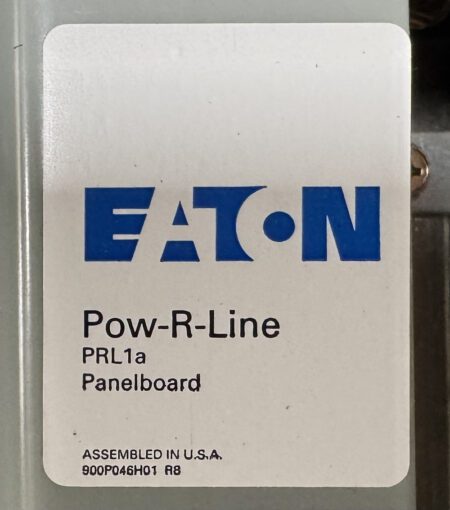 EATON
Pow-R-Line
PRL1a
Panelboard
ASSEMBLED IN U.S.A.
900P046H01 R8